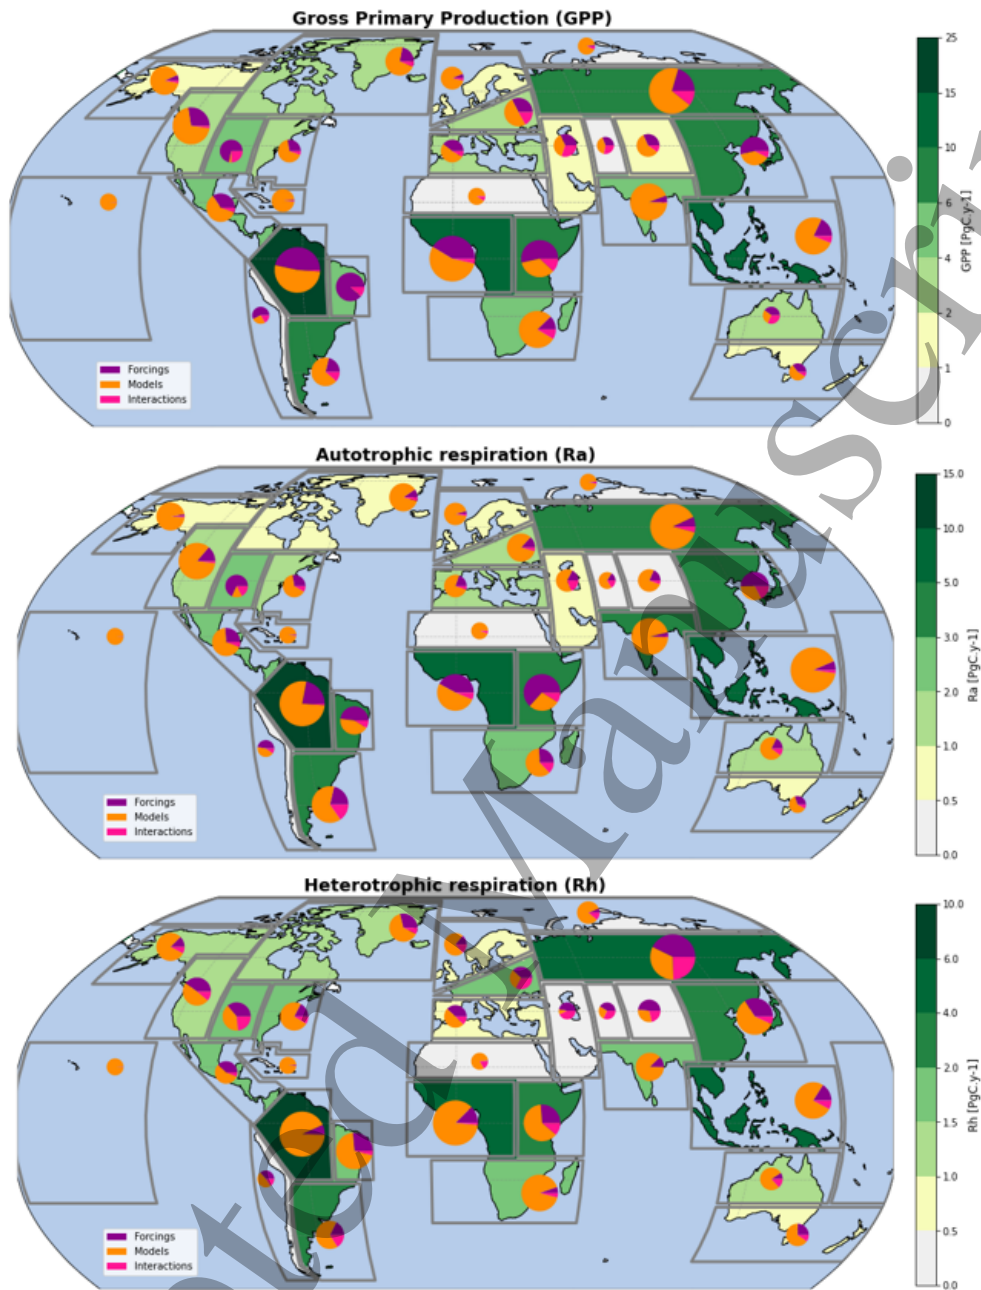 Gross Primary Production (GPP)
25
15
10
6
4
2
1
0
GPP [PgC.y-1]
Forcings
Models
Interactions
Autotrophic respiration (Ra)
15.0
10.0
5.0
3.0
2.0
1.0
0.5
0.0
Ra [PgC.y-1]
Forcings
Models
Interactions
Heterotrophic respiration (Rh)
10.0
6.0
4.0
2.0
1.5
1.0
0.5
0.0
Rh [PgC.y-1]
Forcings
Models
Interactions
ted Manuscri